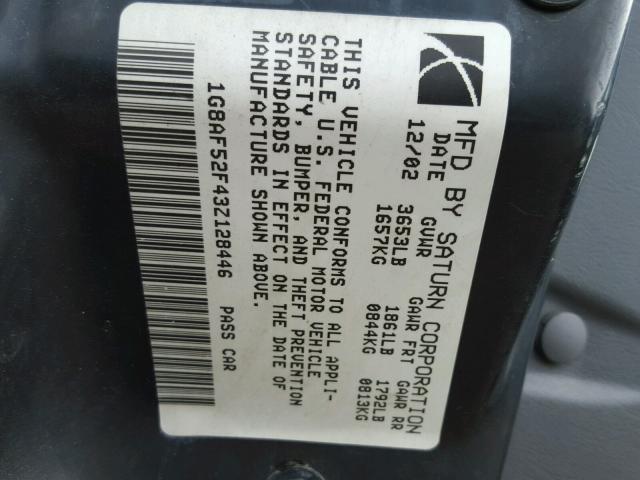 MFD BY SATURN CORPORATION
DATE GVWR GAWR FRT GAWR RR
12/02 3653LB 1861LB 1792LB
1657KG 0844KG 0813KG
THIS VEHICLE CONFORMS TO ALL APPLI-
CABLE U.S. FEDERAL MOTOR VEHICLE
SAFETY, BUMPER, AND THEFT PREVENTION
STANDARDS IN EFFECT ON THE DATE OF
MANUFACTURE SHOWN ABOVE.
1G8AF52F43Z128446 PASS CAR